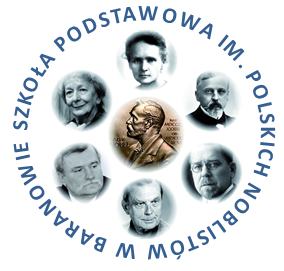 SZKOŁA PODSTAWOWA IM. POLSKICH NOBLISTÓW W BARANOWIE